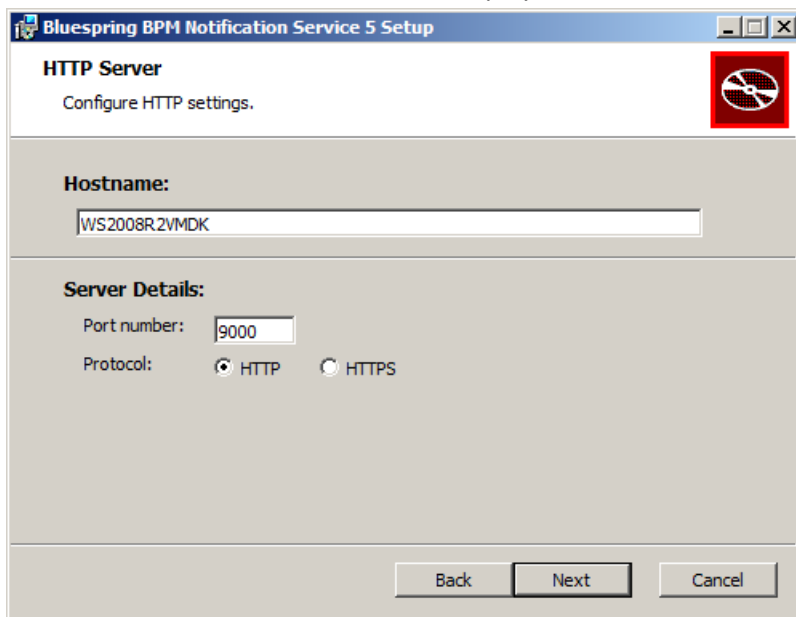 Bluespring BPM Notification Service 5 Setup
HTTP Server
Configure HTTP settings.
Hostname:
WS2008R2VMDK
Server Details:
Port number: 9000
Protocol: HTTP HTTPS
Back Next Cancel